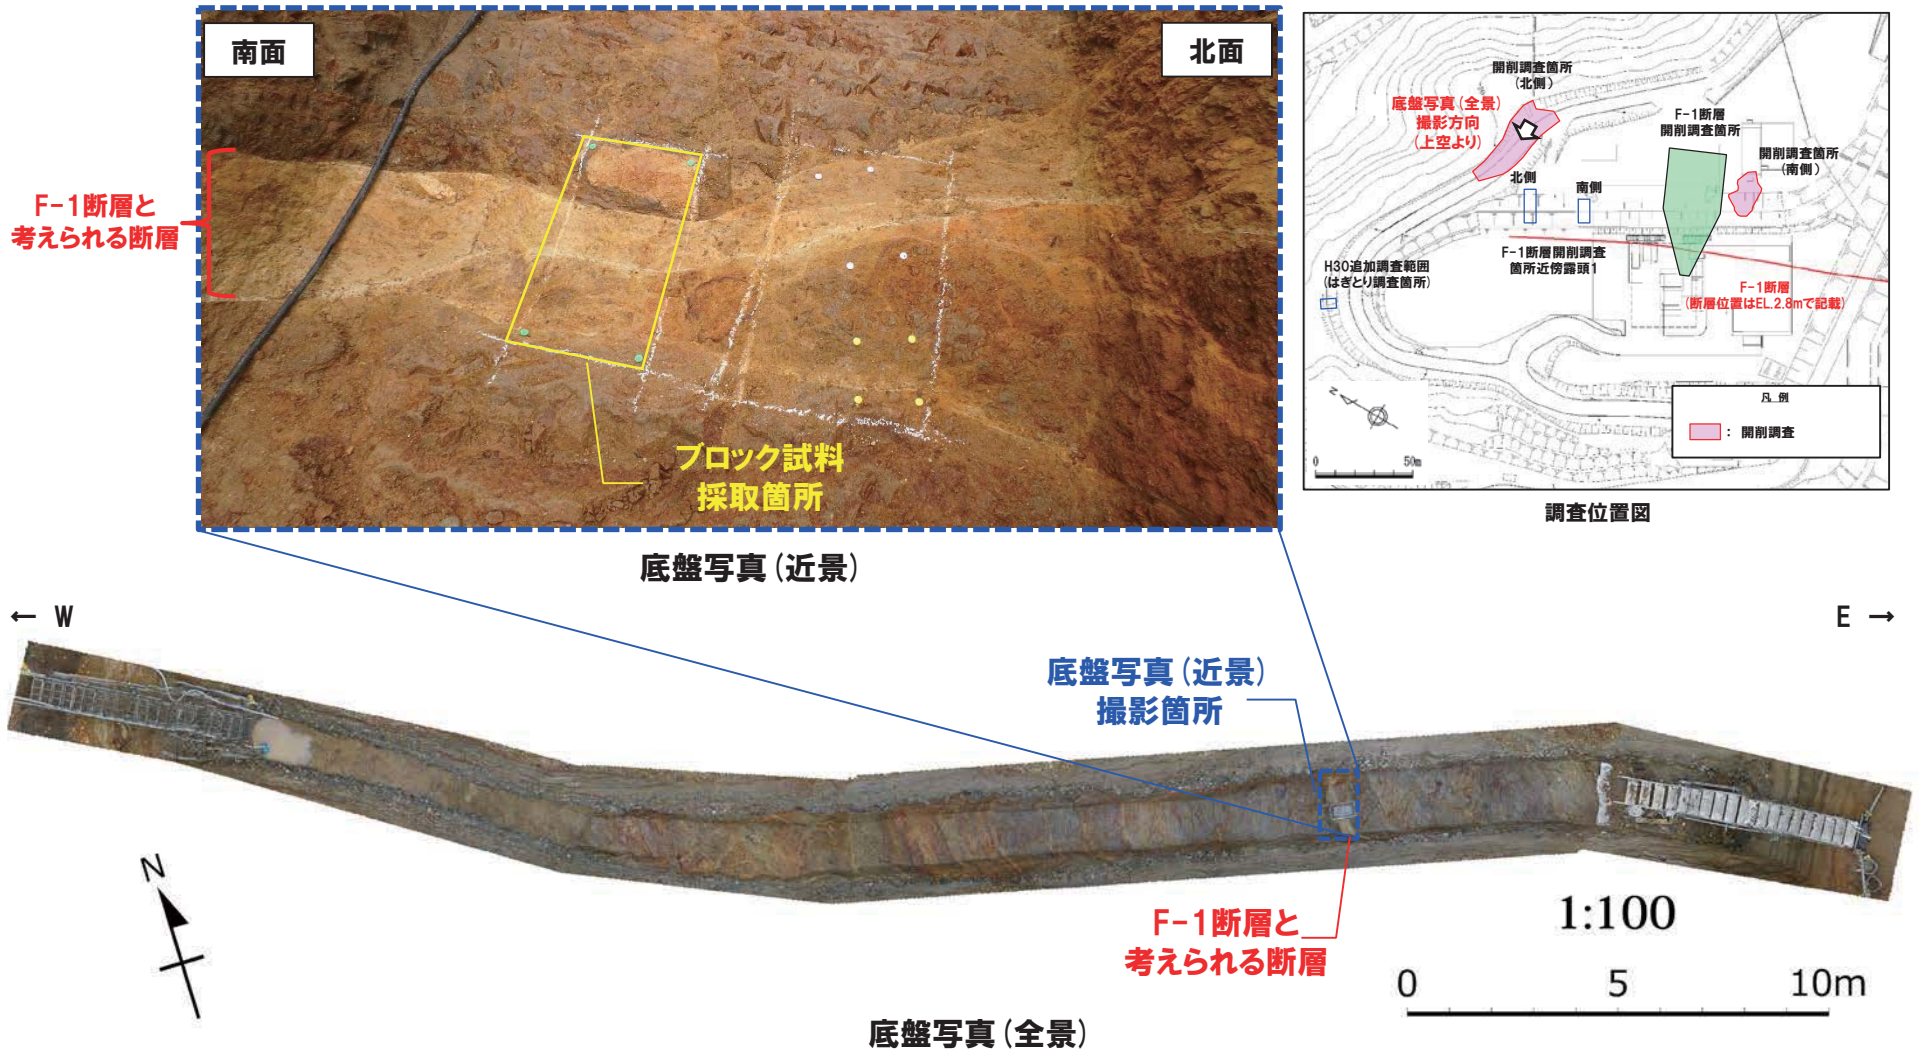 南面
北面
F-1断層と
考えられる断層
ブロック試料
採取箇所
底盤写真(近景)
開削調査箇所
(北側)
底盤写真(全景)
撮影方向
(上空より)
F-1断層
開削調査箇所
開削調査箇所
(南側)
北側
南側
F-1断層開削調査
箇所近傍露頭1
H30追加調査範囲
(はぎとり調査箇所)
F-1断層
(断層位置はEL.2.8mで記載)
N
0 50m
凡 例
: 開削調査
調査位置図
← W
E →
底盤写真(近景)
撮影箇所
F-1断層と
考えられる断層
N
1:100
0 5 10m
底盤写真(全景)